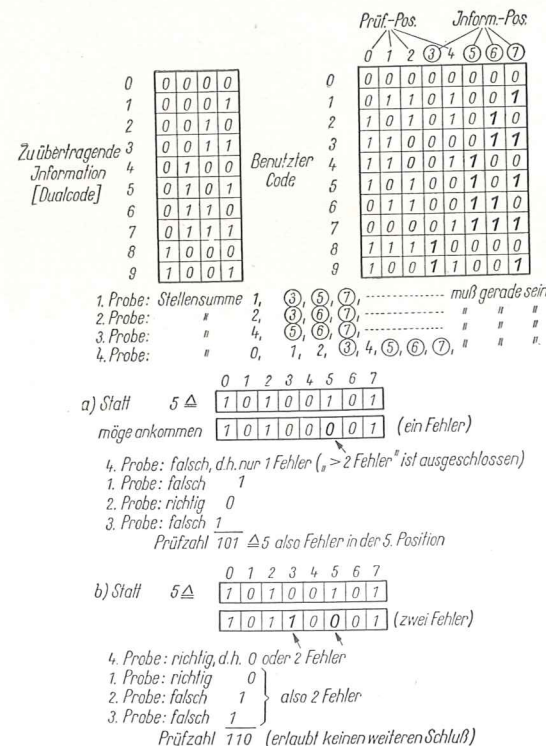 Prüf.-Pos. Inform.-Pos.
0 1 2 ③ 4 ⑤ ⑥ ⑦
0 0 0 0 0 0 0 0 0 0 0 0 0 0
1 0 0 0 1 1 0 1 1 0 1 0 0 1
2 0 0 1 0 2 1 0 1 0 1 0 1 0
Zu übertragende 3 0 0 1 1 3 1 1 0 0 0 0 1 1
Information 4 0 1 0 0 Benutzter 4 1 1 0 0 1 1 0 0
[Dualcode] 5 0 1 0 1 Code 5 1 0 1 0 0 1 0 1
6 0 1 1 0 6 0 1 1 0 0 1 1 0
7 0 1 1 1 7 0 0 0 0 1 1 1 1
8 1 0 0 0 8 1 1 1 1 0 0 0 0
9 1 0 0 1 9 1 0 0 1 1 0 0 1
1. Probe: Stellensumme 1, ③, ⑤, ⑦, ------------ muß gerade sein
2. Probe: " 2, ③, ⑥, ⑦, ------------ " " "
3. Probe: " 4, ⑤, ⑥, ⑦, ------------ " " "
4. Probe: " 0, 1, 2, ③, 4, ⑤, ⑥, ⑦, " " ".
0 1 2 3 4 5 6 7
a) Statt 5 ≙ 1 0 1 0 0 1 0 1
möge ankommen 1 0 1 0 0 0 0 1 (ein Fehler)
4. Probe: falsch, d.h. nur 1 Fehler („ > 2 Fehler" ist ausgeschlossen)
1. Probe: falsch 1
2. Probe: richtig 0
3. Probe: falsch 1
Prüfzahl 101 ≙ 5 also Fehler in der 5. Position
0 1 2 3 4 5 6 7
b) Statt 5 ≙ 1 0 1 0 0 1 0 1
1 0 1 1 0 0 0 1 (zwei Fehler)
4. Probe: richtig, d.h. 0 oder 2 Fehler
1. Probe: richtig 0
2. Probe: falsch 1 also 2 Fehler
3. Probe: falsch 1
Prüfzahl 110 (erlaubt keinen weiteren Schluß)